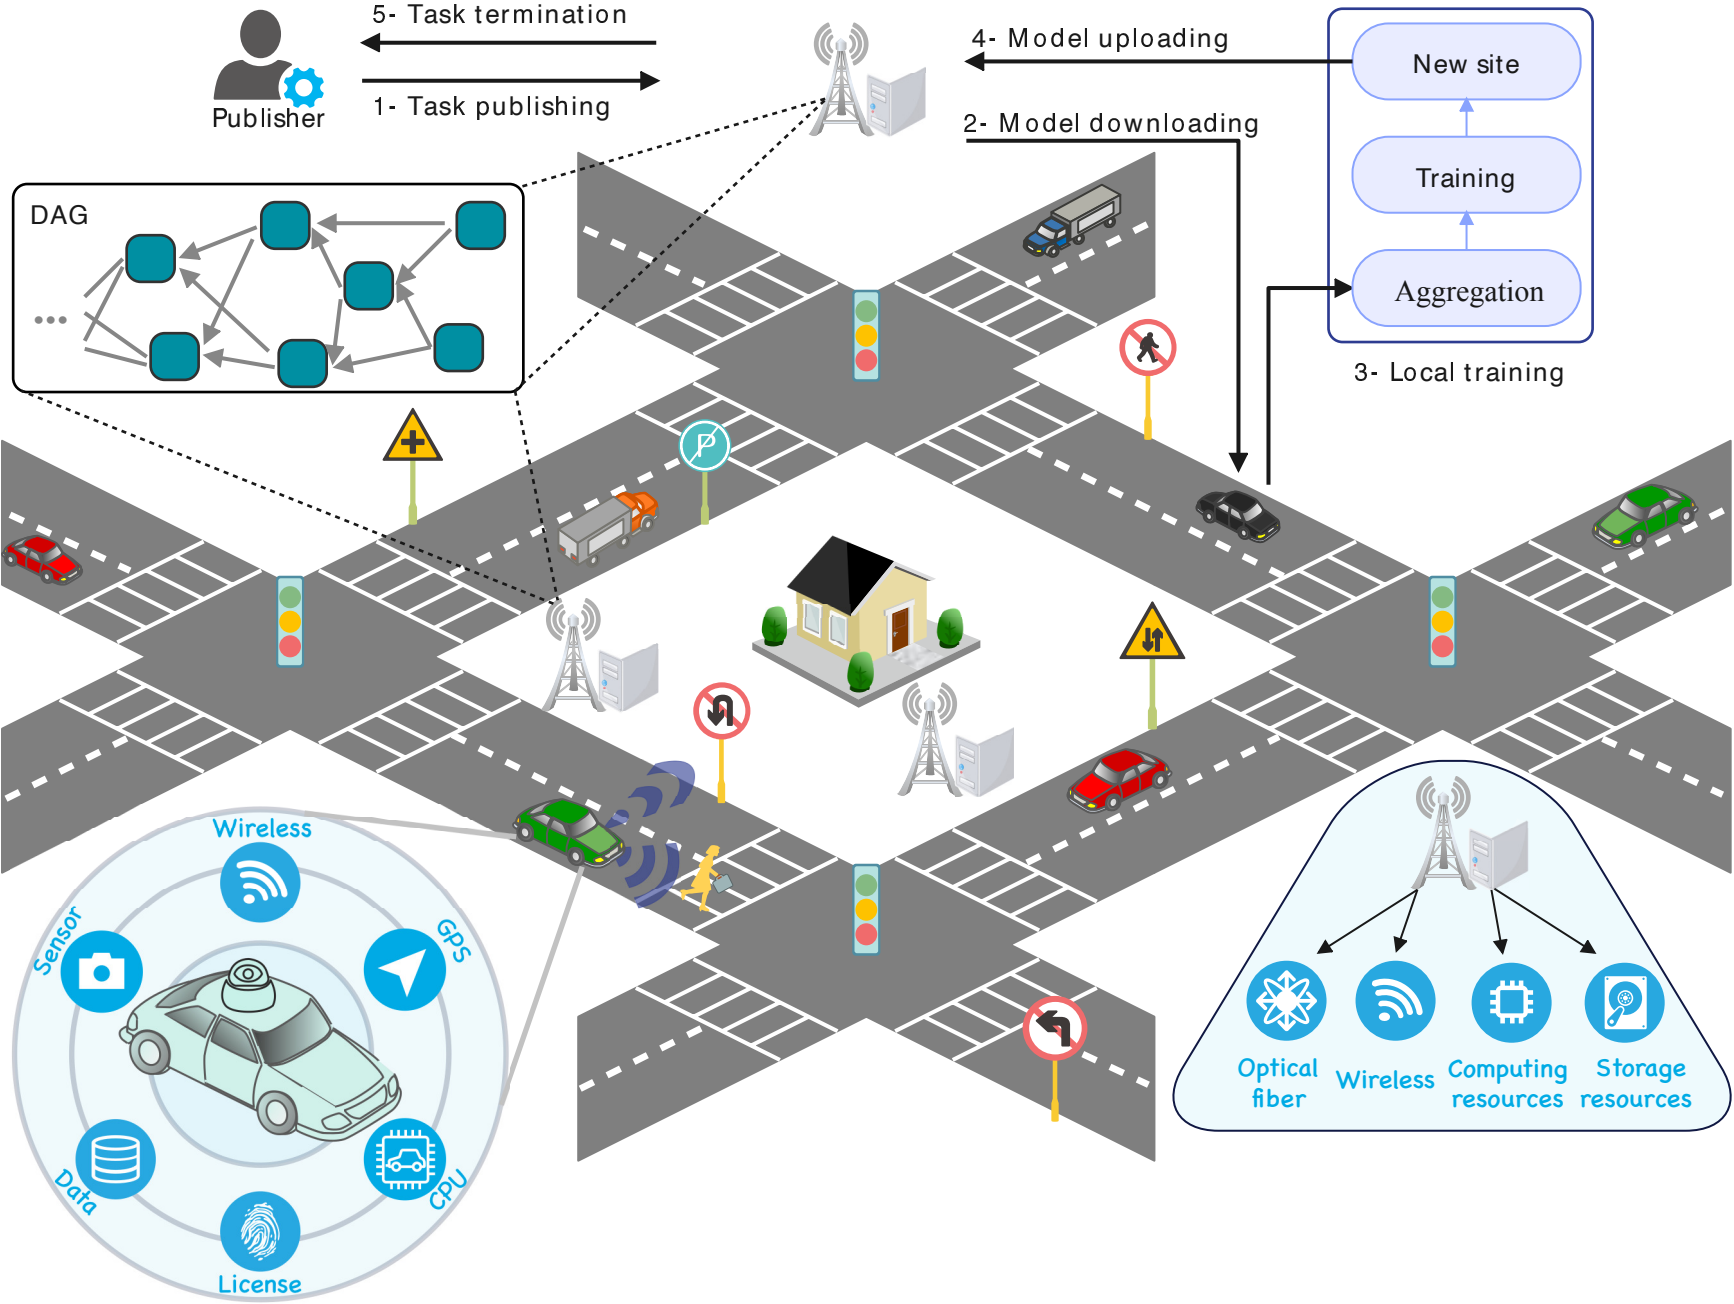 5- Task termination
1- Task publishing
Publisher
4- Model uploading
2- Model downloading
New site
Training
Aggregation
3- Local training
DAG
...
P
Wireless
Sensor
GPS
Data
CPU
License
Optical
fiber
Wireless
Computing
resources
Storage
resources